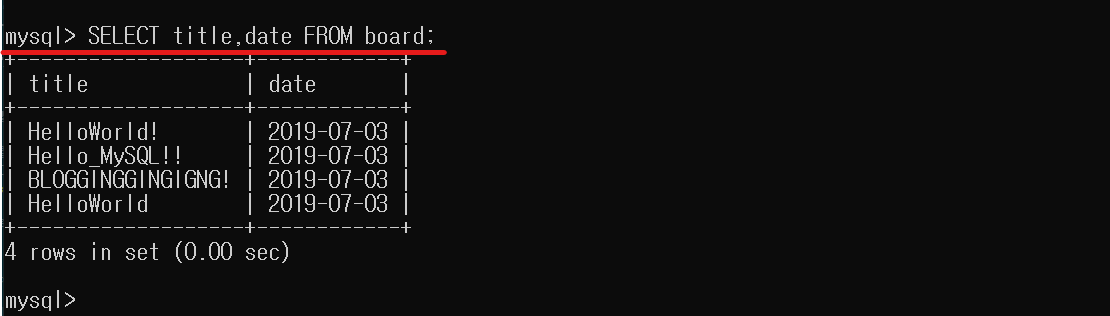 mysql> SELECT title,date FROM board;
+-------------------+------------+
| title             | date       |
+-------------------+------------+
| HelloWorld!       | 2019-07-03 |
| Hello_MySQL!!     | 2019-07-03 |
| BLOGGINGGINGIGNG! | 2019-07-03 |
| HelloWorld        | 2019-07-03 |
+-------------------+------------+
4 rows in set (0.00 sec)
mysql>